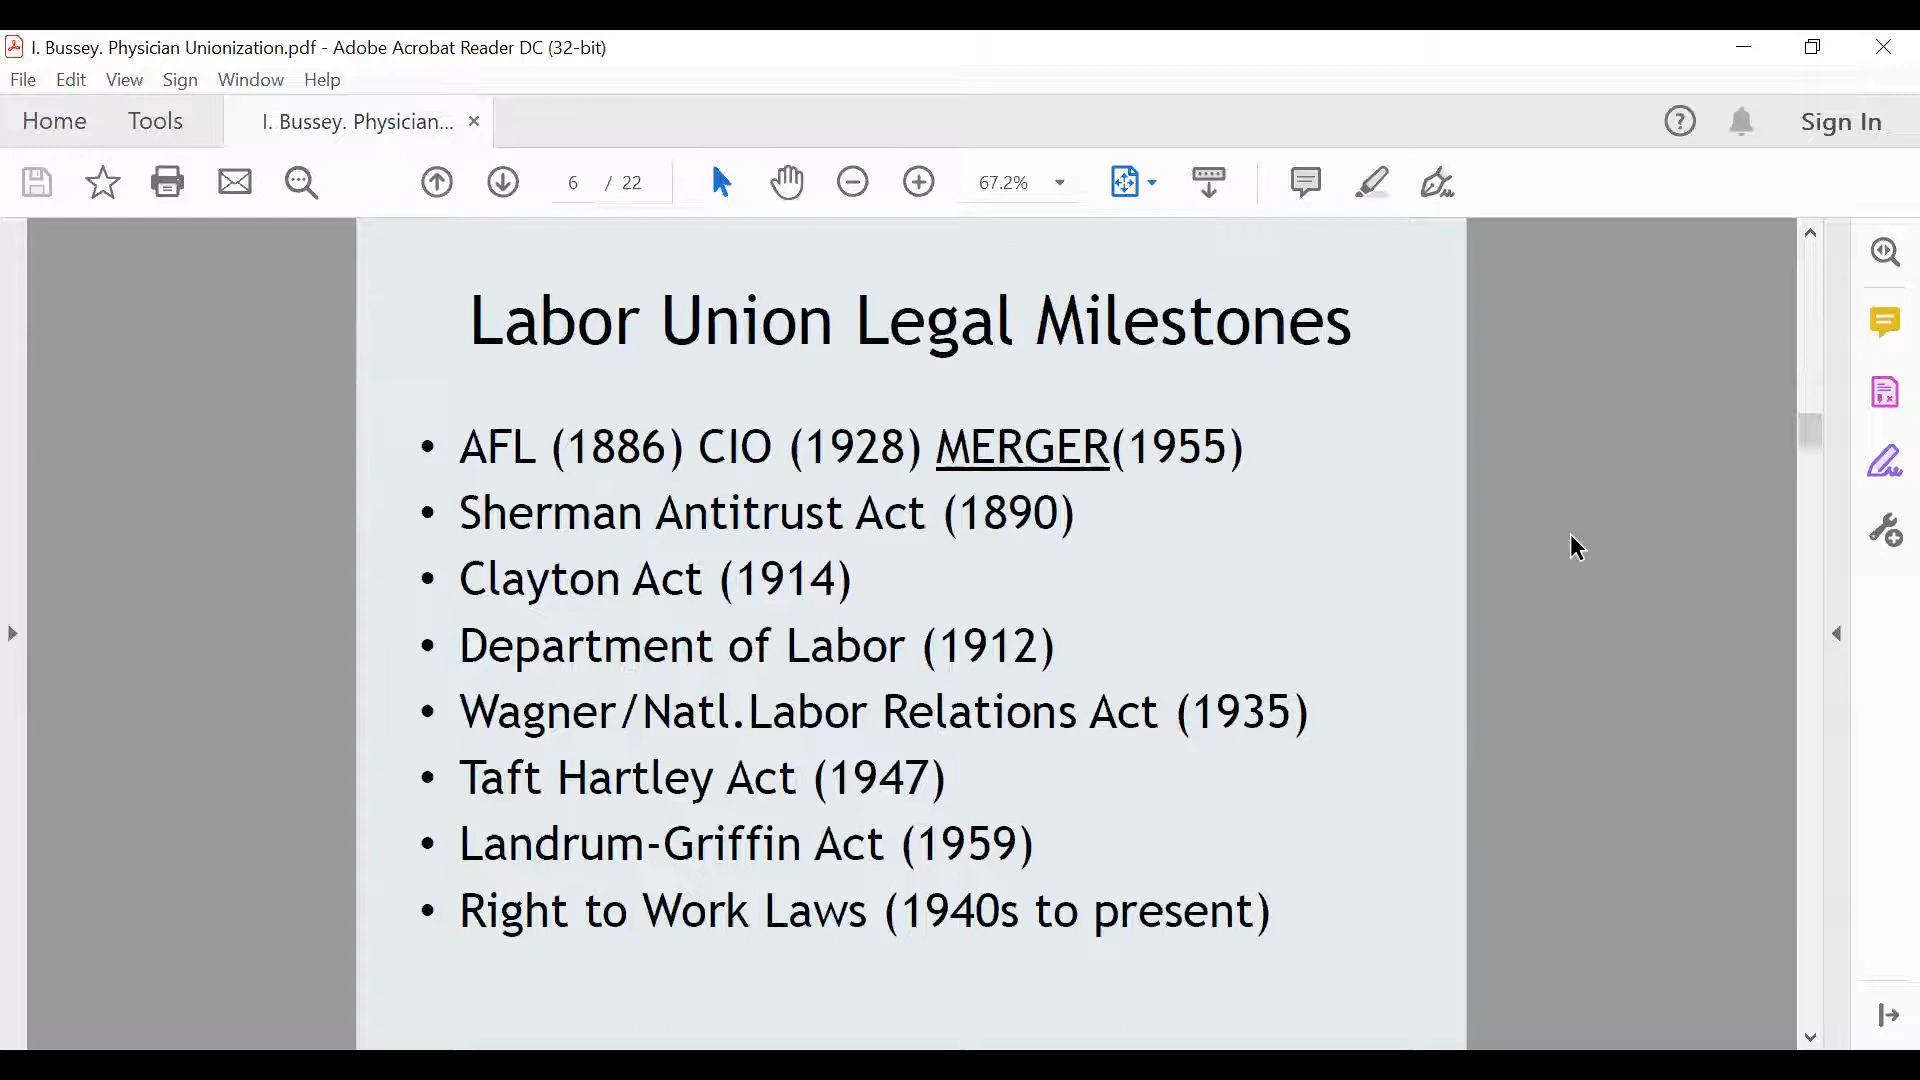 I. Bussey. Physician Unionization.pdf - Adobe Acrobat Reader DC (32-bit)
File Edit View Sign Window Help
Home Tools I. Bussey. Physician... Sign In
6 / 22 67.2%
Labor Union Legal Milestones
• AFL (1886) CIO (1928) MERGER(1955)
• Sherman Antitrust Act (1890)
• Clayton Act (1914)
• Department of Labor (1912)
• Wagner/Natl.Labor Relations Act (1935)
• Taft Hartley Act (1947)
• Landrum-Griffin Act (1959)
• Right to Work Laws (1940s to present)